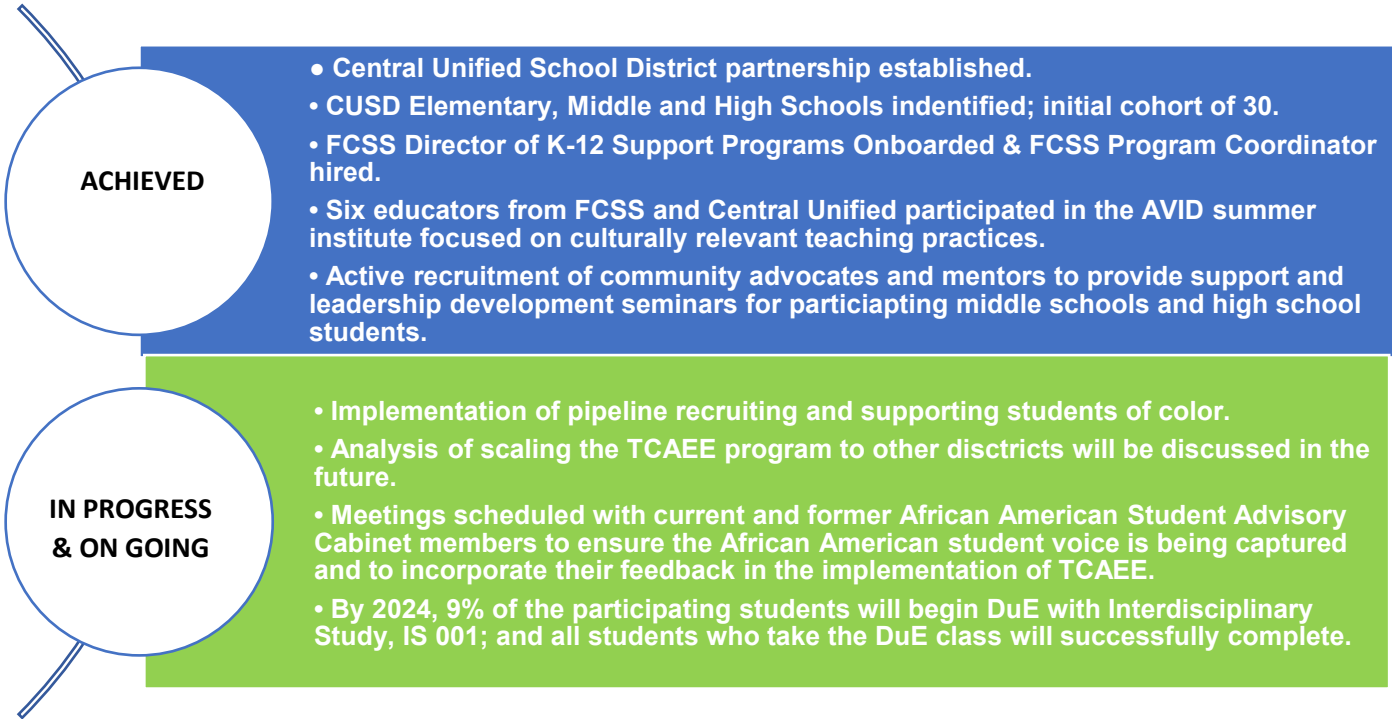 ACHIEVED
● Central Unified School District partnership established.
• CUSD Elementary, Middle and High Schools indentified; initial cohort of 30.
• FCSS Director of K-12 Support Programs Onboarded & FCSS Program Coordinator
hired.
• Six educators from FCSS and Central Unified participated in the AVID summer
institute focused on culturally relevant teaching practices.
• Active recruitment of community advocates and mentors to provide support and
leadership development seminars for particiapting middle schools and high school
students.
IN PROGRESS
& ON GOING
• Implementation of pipeline recruiting and supporting students of color.
• Analysis of scaling the TCAEE program to other disctricts will be discussed in the
future.
• Meetings scheduled with current and former African American Student Advisory
Cabinet members to ensure the African American student voice is being captured
and to incorporate their feedback in the implementation of TCAEE.
• By 2024, 9% of the participating students will begin DuE with Interdisciplinary
Study, IS 001; and all students who take the DuE class will successfully complete.